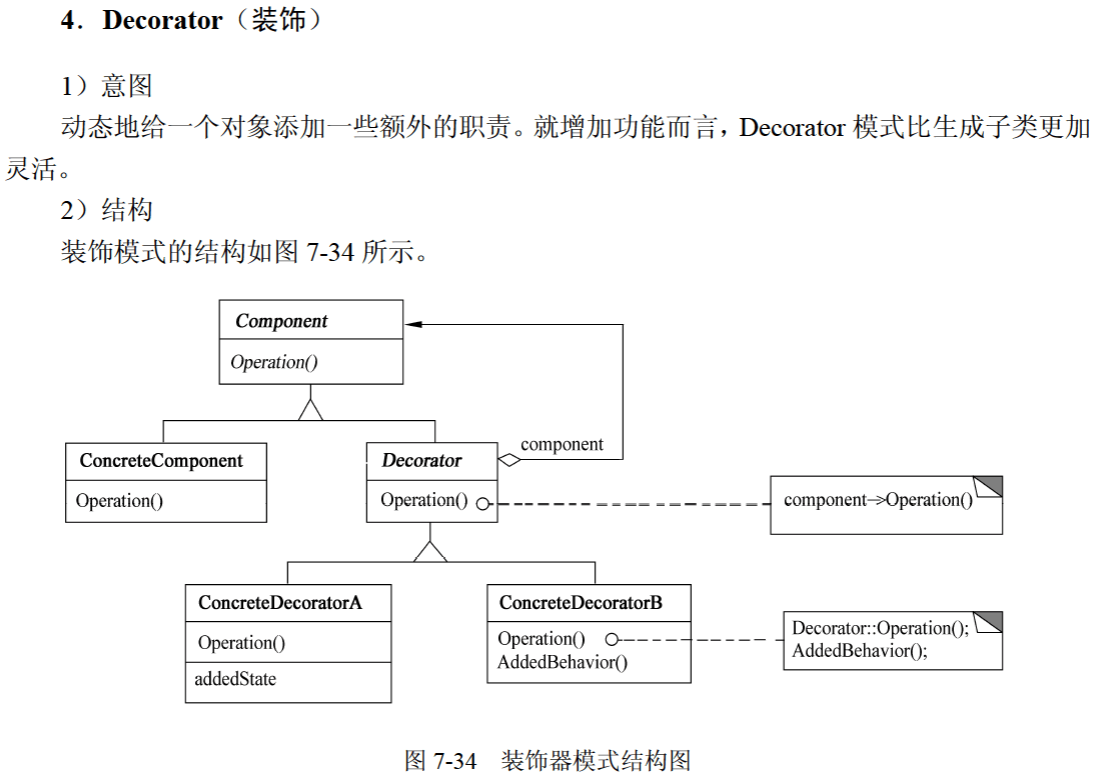 4．Decorator（装饰）
1）意图
动态地给一个对象添加一些额外的职责。就增加功能而言，Decorator 模式比生成子类更加
灵活。
2）结构
装饰模式的结构如图 7-34 所示。
Component
Operation()
ConcreteComponent
Operation()
Decorator
Operation()
component
component->Operation()
ConcreteDecoratorA
Operation()
addedState
ConcreteDecoratorB
Operation()
AddedBehavior()
Decorator::Operation();
AddedBehavior();
图 7-34 装饰器模式结构图